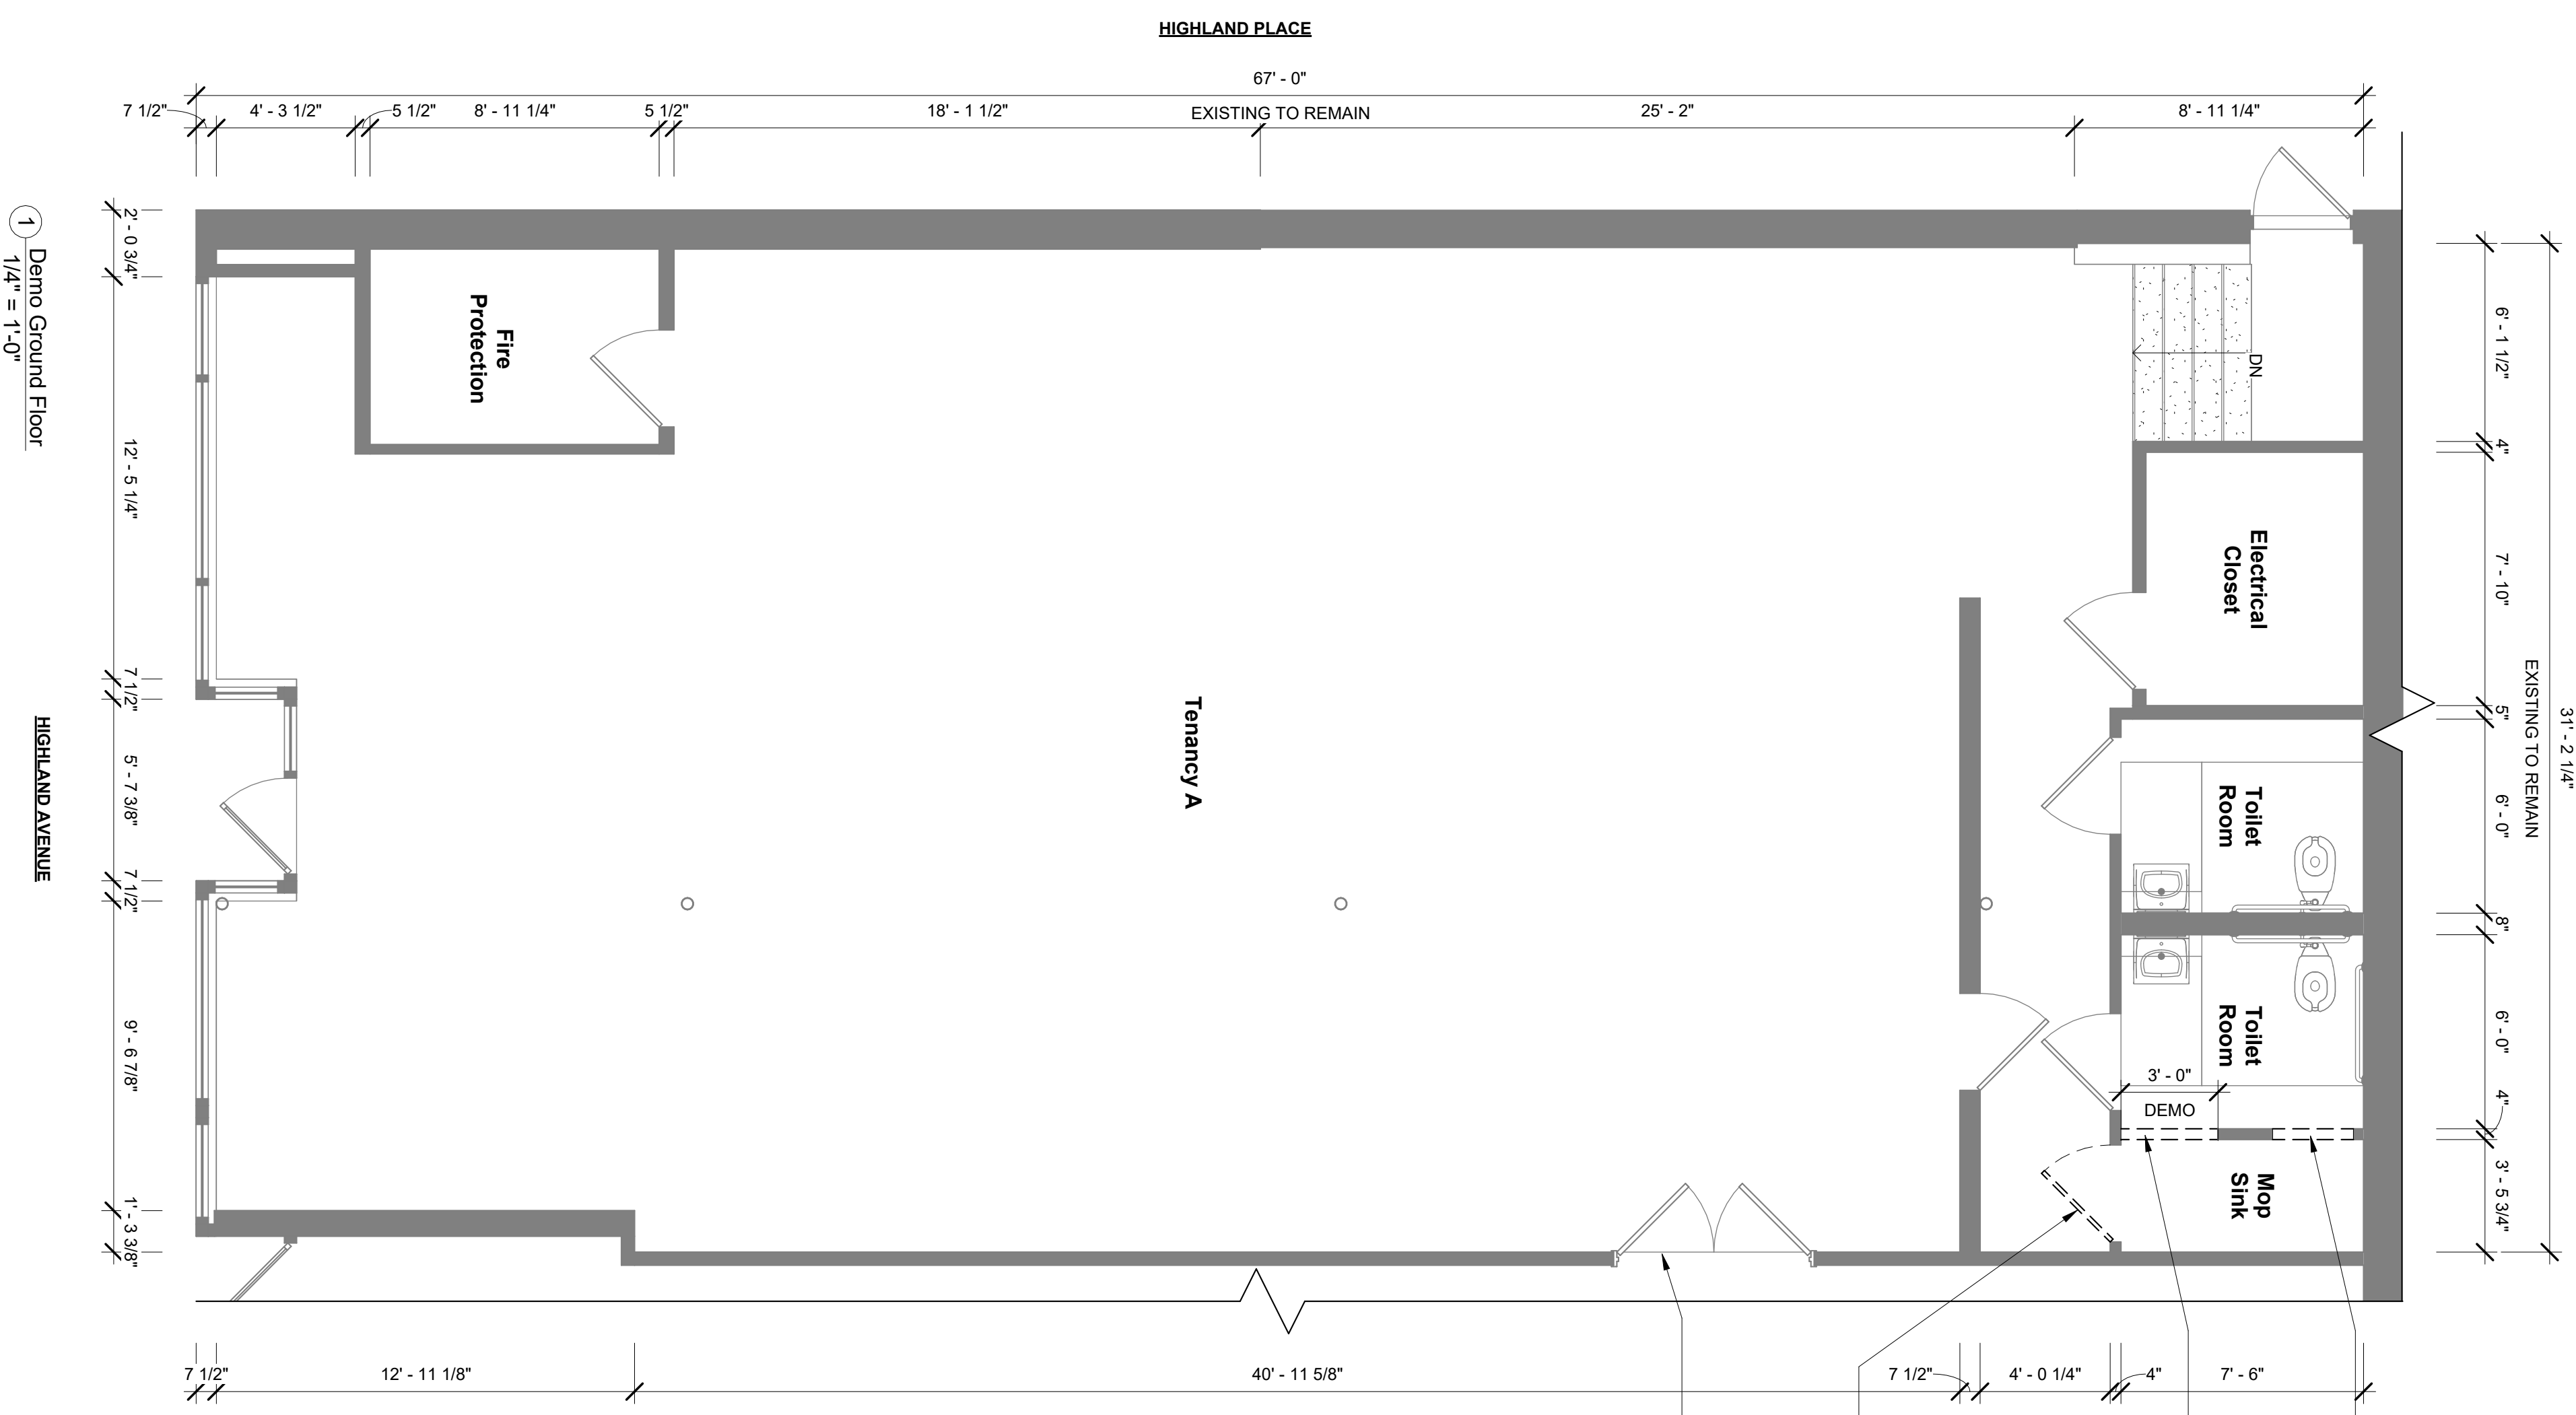 HIGHLAND PLACE
67' - 0"
7 1/2"
4' - 3 1/2"
5 1/2"
8' - 11 1/4"
5 1/2"
18' - 1 1/2"
EXISTING TO REMAIN
25' - 2"
8' - 11 1/4"
1
Demo Ground Floor
1/4" = 1'-0"
HIGHLAND AVENUE
2' - 0 3/4"
12' - 5 1/4"
7 1/2"
5' - 7 3/8"
7 1/2"
9' - 6 7/8"
1' - 3 3/8"
Fire
Protection
Tenancy A
DN
Electrical
Closet
Toilet
Room
Toilet
Room
3' - 0"
DEMO
Mop
Sink
6' - 1 1/2"
4"
7' - 10"
5"
6' - 0"
8"
6' - 0"
4"
3' - 5 3/4"
EXISTING TO REMAIN
31' - 2 1/4"
7 1/2"
12' - 11 1/8"
40' - 11 5/8"
7 1/2"
4' - 0 1/4"
4"
7' - 6"